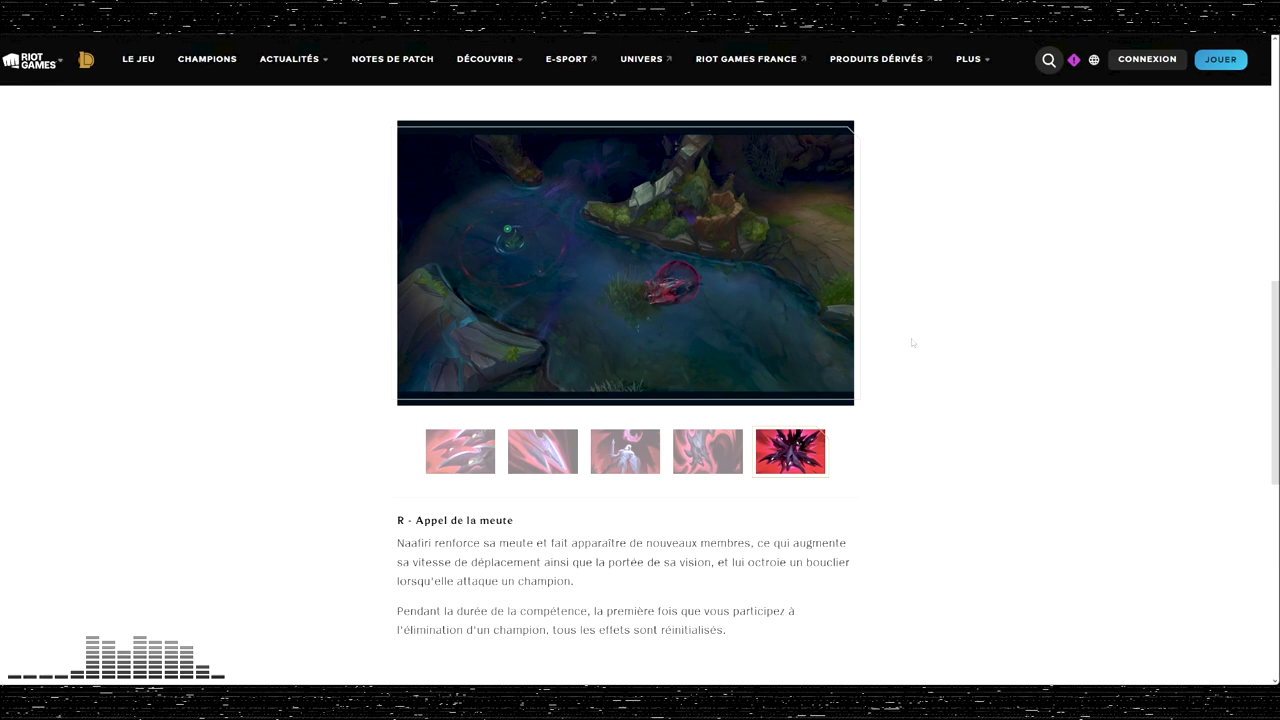 RIOT GAMES
LE JEU CHAMPIONS ACTUALITÉS NOTES DE PATCH DÉCOUVRIR E-SPORT UNIVERS RIOT GAMES FRANCE PRODUITS DÉRIVÉS PLUS CONNEXION JOUER
R - Appel de la meute
Naafiri renforce sa meute et fait apparaître de nouveaux membres, ce qui augmente
sa vitesse de déplacement ainsi que la portée de sa vision, et lui octroie un bouclier
lorsqu'elle attaque un champion.
Pendant la durée de la compétence, la première fois que vous participez à
l'élimination d'un champion, tous les effets sont réinitialisés.